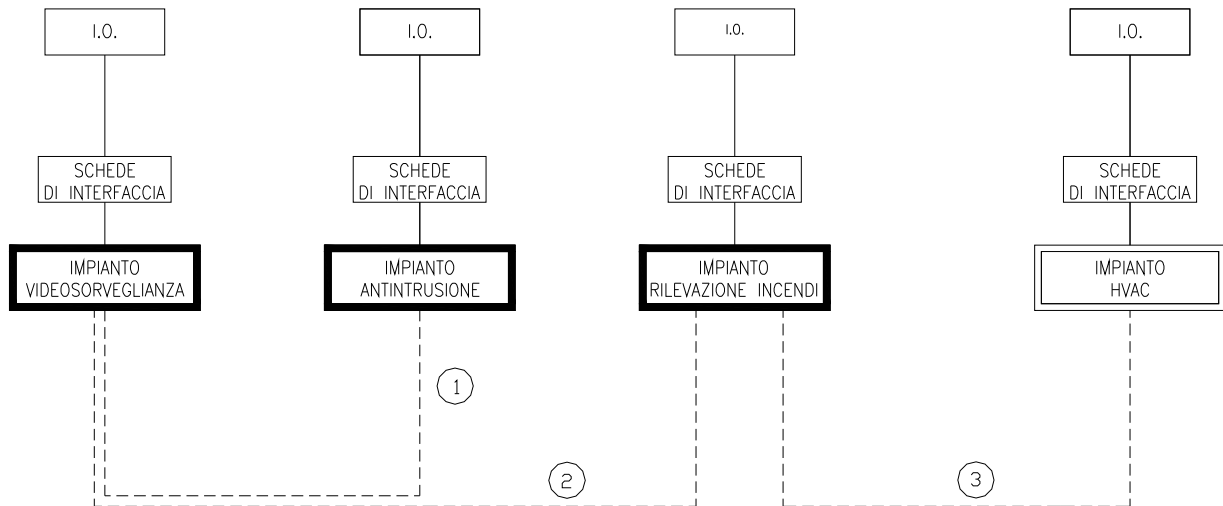 I.O.
I.O.
I.O.
I.O.
SCHEDE
DI INTERFACCIA
SCHEDE
DI INTERFACCIA
SCHEDE
DI INTERFACCIA
SCHEDE
DI INTERFACCIA
IMPIANTO
VIDEOSORVEGLIANZA
IMPIANTO
ANTINTRUSIONE
IMPIANTO
RILEVAZIONE INCENDI
IMPIANTO
HVAC
1
2
3